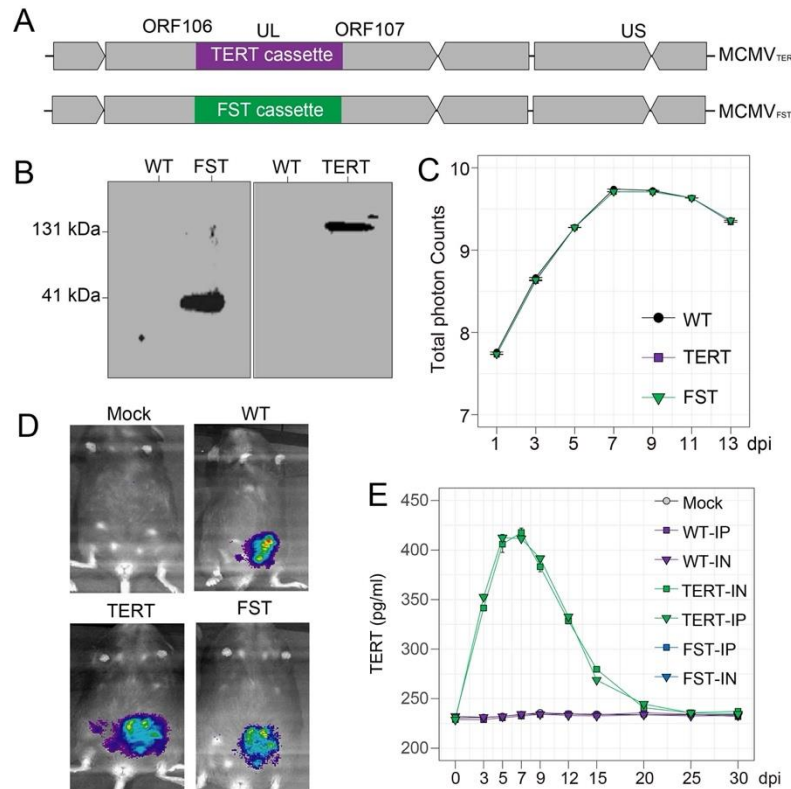 A
ORF106 UL ORF107 US
TERT cassette MCMVTERT
FST cassette MCMVFST
B
WT FST WT TERT
131 kDa
41 kDa
C
Total photon Counts
10
9
8
7
WT
TERT
FST
1 3 5 7 9 11 13 dpi
D
Mock WT
TERT FST
E
TERT (pg/ml)
450
400
350
300
250
200
Mock
WT-IP
WT-IN
TERT-IN
TERT-IP
FST-IP
FST-IN
0 3 5 7 9 12 15 20 25 30 dpi